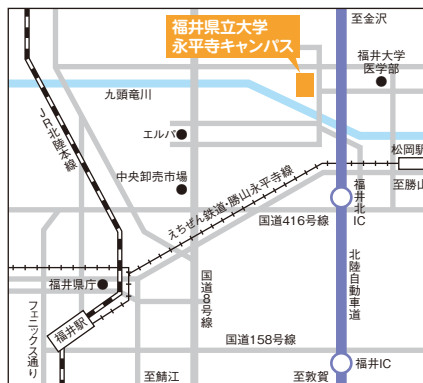 至金沢
福井県立大学
永平寺キャンパス
福井大学
医学部
九頭竜川
JR北陸本線
エルパ
松岡駅
中央卸売市場
えちぜん鉄道・勝山永平寺線
至勝山
福井北IC
国道416号線
国道8号線
北陸自動車道
福井県庁
フェニックス通り
福井駅
国道158号線
福井IC
至鯖江
至敦賀